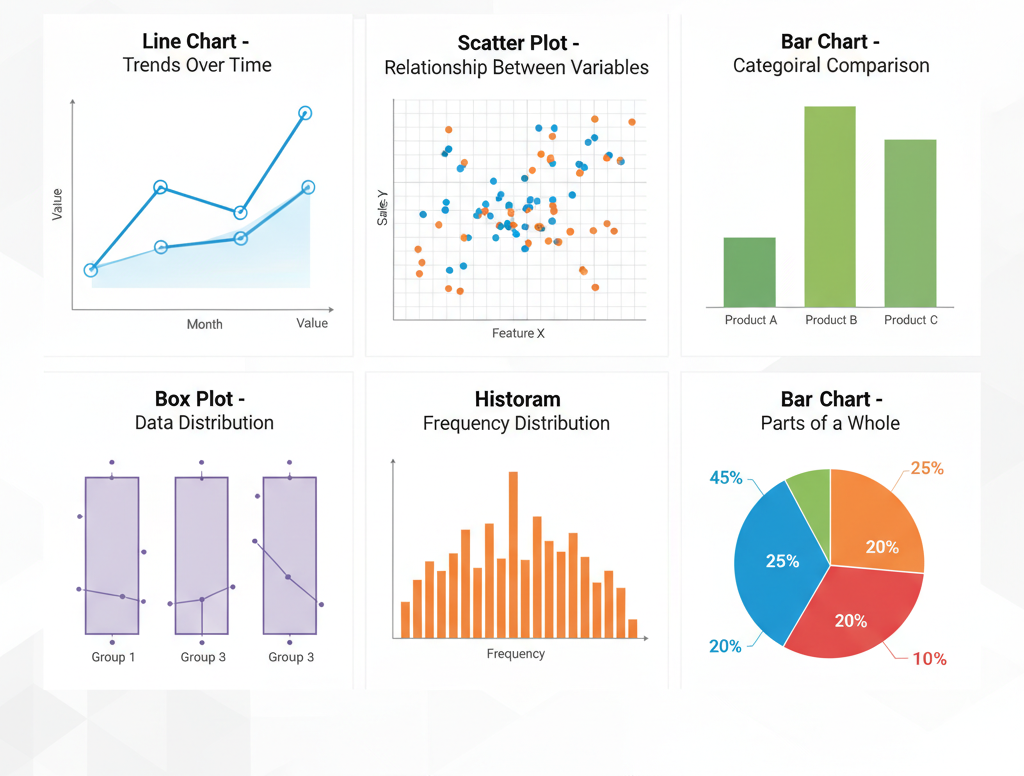 Line Chart -
Trends Over Time
Value
Month
Value
Scatter Plot -
Relationship Between Variables
Feature X
Bar Chart -
Categoiral Comparison
Product A
Product B
Product C
Box Plot -
Data Distribution
Group 1
Group 3
Group 3
Historam
Frequency Distribution
Frequency
Bar Chart -
Parts of a Whole
45%
25%
25%
20%
20%
20%
10%